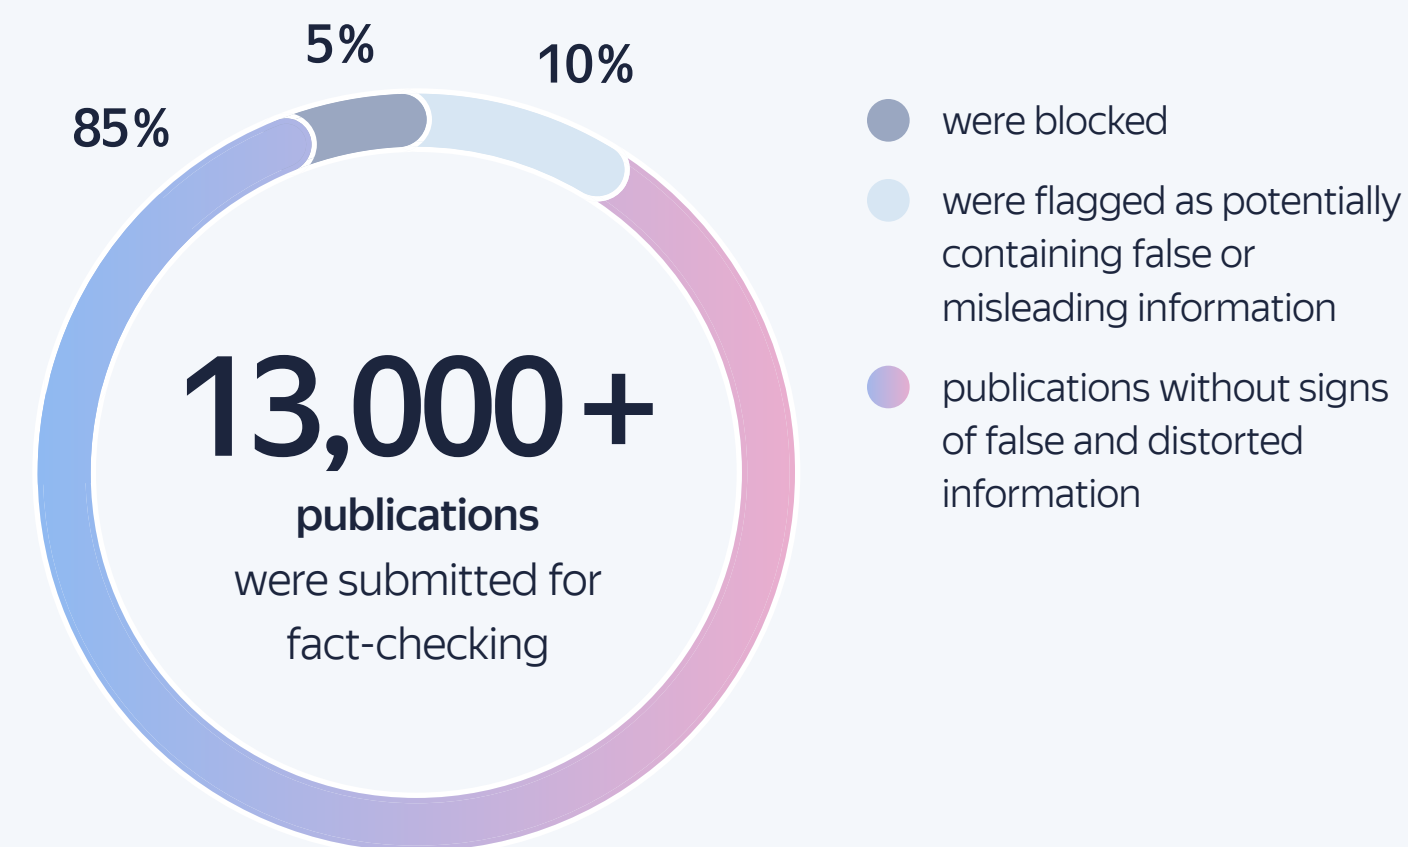 5%
10%
85%
13,000 +
publications
were submitted for
fact-checking
were blocked
were flagged as potentially
containing false or
misleading information
publications without signs
of false and distorted
information